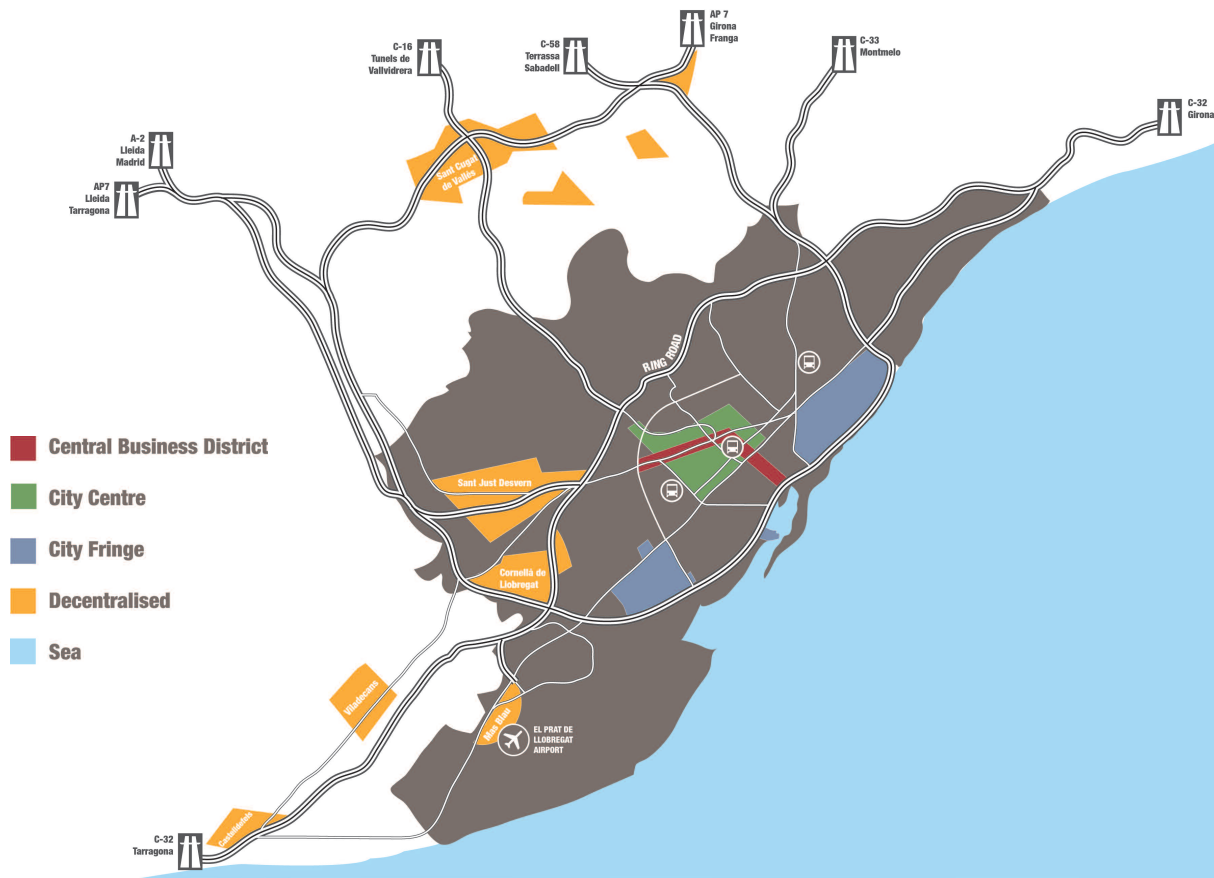 AP 7
Girona
Franga
C-16
Tunels de
Vallvidrera
C-58
Terrassa
Sabadell
C-33
Montmelo
C-32
Girona
A-2
Lleida
Madrid
AP7
Lleida
Tarragona
Sant Cugat
de Vallés
RING ROAD
Central Business District
City Centre
City Fringe
Decentralised
Sea
Sant Just Desvern
Cornellà de
Llobregat
Viladecans
Mas Blau
EL PRAT DE
LLOBREGAT
AIRPORT
Castelldefels
C-32
Tarragona